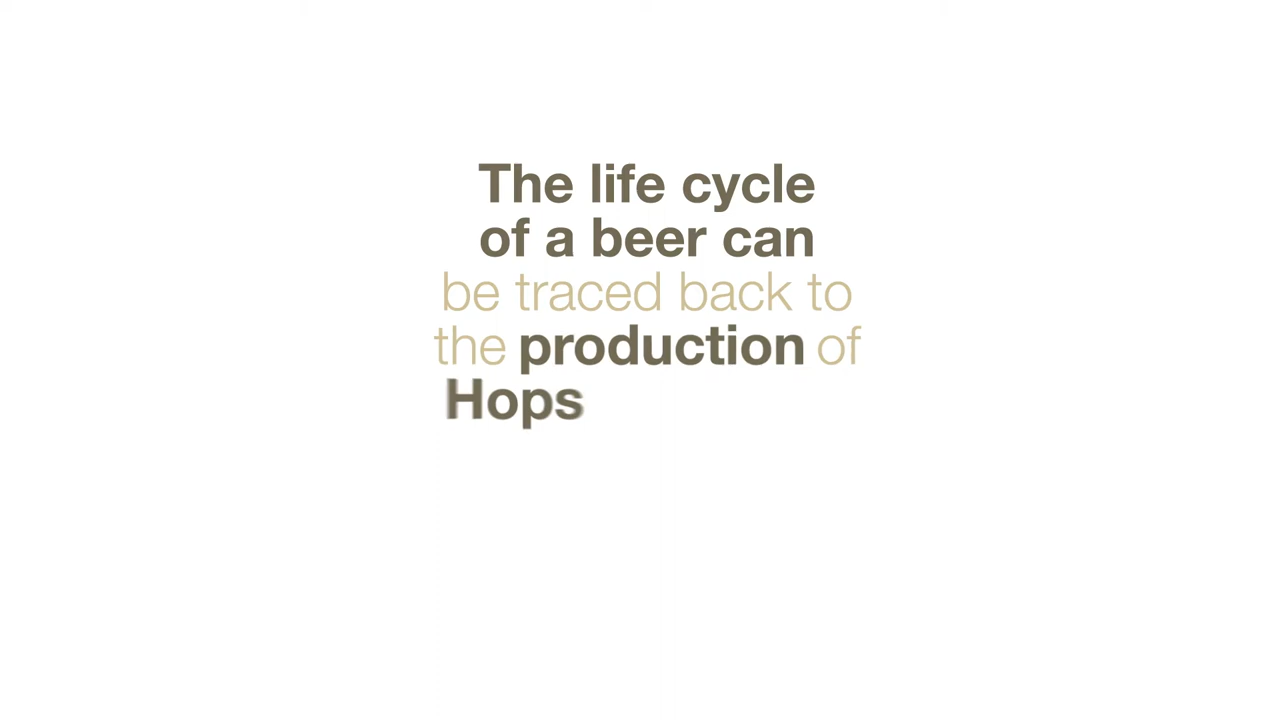 The life cycle
of a beer can
be traced back to
the production of
Hops